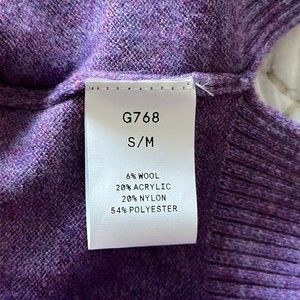 G768
S/M
6% WOOL
20% ACRYLIC
20% NYLON
54% POLYESTER